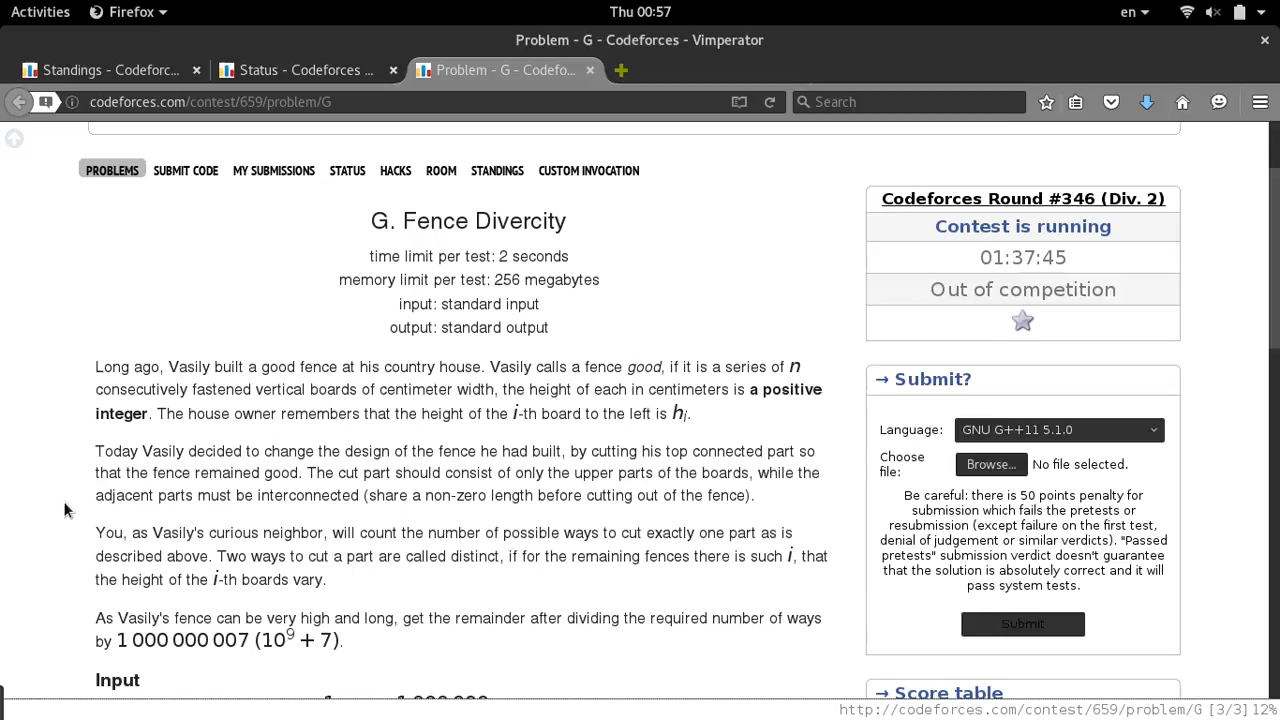 Activities Firefox Thu 00:57 en
Problem - G - Codeforces - Vimperator
Standings - Codeforc... Status - Codeforces ... Problem - G - Codefo...
codeforces.com/contest/659/problem/G Search
PROBLEMS SUBMIT CODE MY SUBMISSIONS STATUS HACKS ROOM STANDINGS CUSTOM INVOCATION
G. Fence Divercity
time limit per test: 2 seconds
memory limit per test: 256 megabytes
input: standard input
output: standard output
Long ago, Vasily built a good fence at his country house. Vasily calls a fence good, if it is a series of n
consecutively fastened vertical boards of centimeter width, the height of each in centimeters is a positive
integer. The house owner remembers that the height of the i-th board to the left is hi.
Today Vasily decided to change the design of the fence he had built, by cutting his top connected part so
that the fence remained good. The cut part should consist of only the upper parts of the boards, while the
adjacent parts must be interconnected (share a non-zero length before cutting out of the fence).
You, as Vasily's curious neighbor, will count the number of possible ways to cut exactly one part as is
described above. Two ways to cut a part are called distinct, if for the remaining fences there is such i, that
the height of the i-th boards vary.
As Vasily's fence can be very high and long, get the remainder after dividing the required number of ways
by 1 000 000 007 (10⁹ + 7).
Input
Codeforces Round #346 (Div. 2)
Contest is running
01:37:45
Out of competition
→ Submit?
Language: GNU G++11 5.1.0
Choose
file: Browse... No file selected.
Be careful: there is 50 points penalty for
submission which fails the pretests or
resubmission (except failure on the first test,
denial of judgement or similar verdicts). "Passed
pretests" submission verdict doesn't guarantee
that the solution is absolutely correct and it will
pass system tests.
Submit
→ Score table
http://codeforces.com/contest/659/problem/G [3/3] 12%